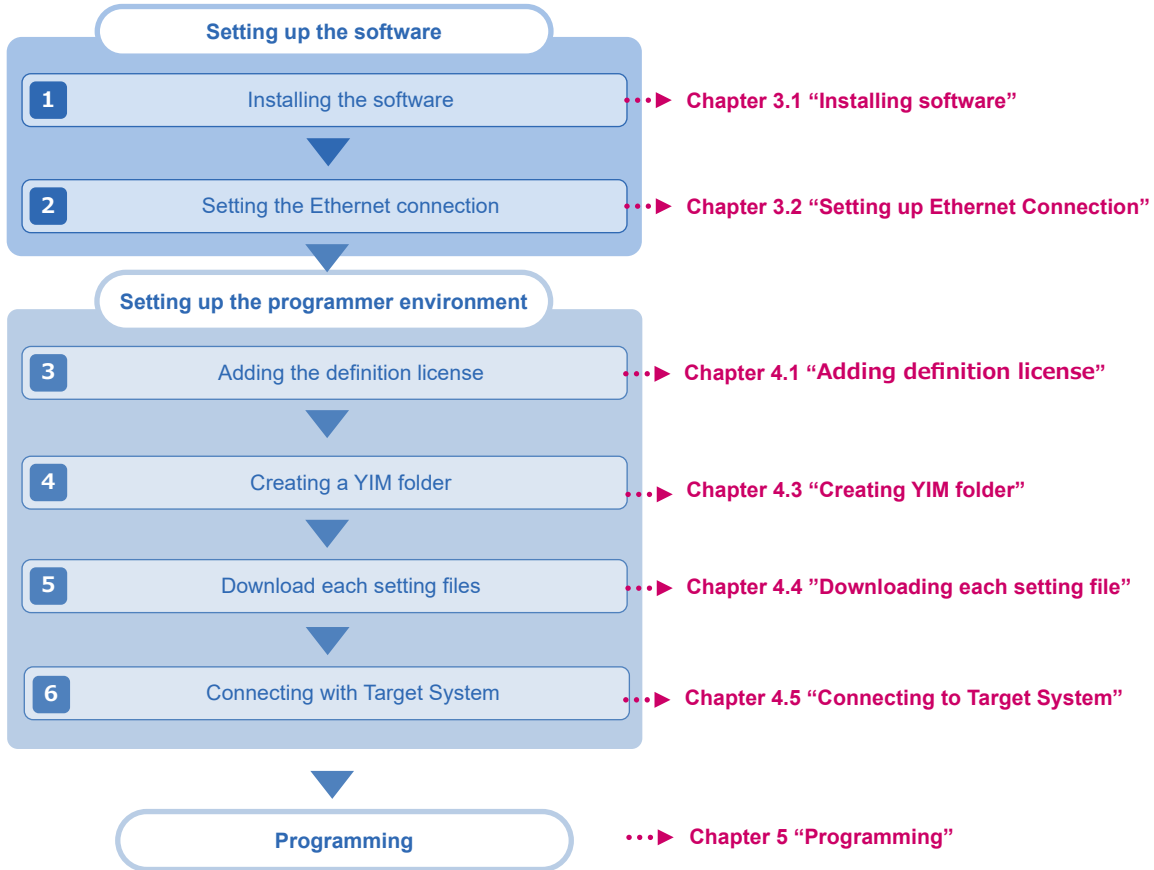 Setting up the software
1 Installing the software Chapter 3.1 “Installing software”
2 Setting the Ethernet connection Chapter 3.2 “Setting up Ethernet Connection”
Setting up the programmer environment
3 Adding the definition license Chapter 4.1 “Adding definition license”
4 Creating a YIM folder Chapter 4.3 “Creating YIM folder”
5 Download each setting files Chapter 4.4 ”Downloading each setting file”
6 Connecting with Target System Chapter 4.5 “Connecting to Target System”
Programming Chapter 5 “Programming”